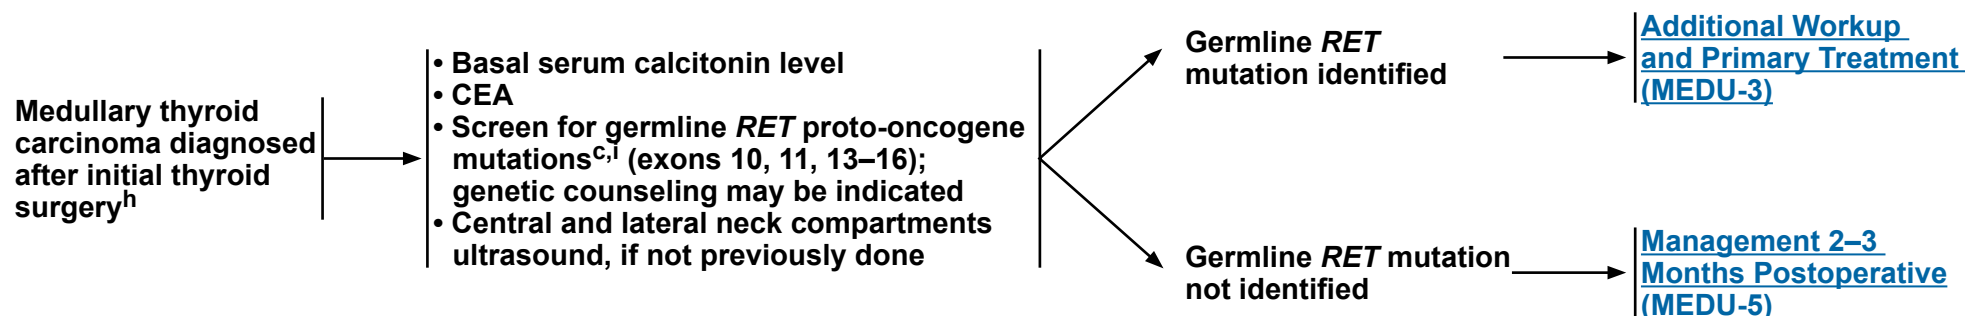 Medullary thyroid
carcinoma diagnosed
after initial thyroid
surgeryh
• Basal serum calcitonin level
• CEA
• Screen for germline RET proto-oncogene
mutationsc,i (exons 10, 11, 13–16);
genetic counseling may be indicated
• Central and lateral neck compartments
ultrasound, if not previously done
Germline RET
mutation identified
Additional Workup
and Primary Treatment
(MEDU-3)
Germline RET mutation
not identified
Management 2–3
Months Postoperative
(MEDU-5)